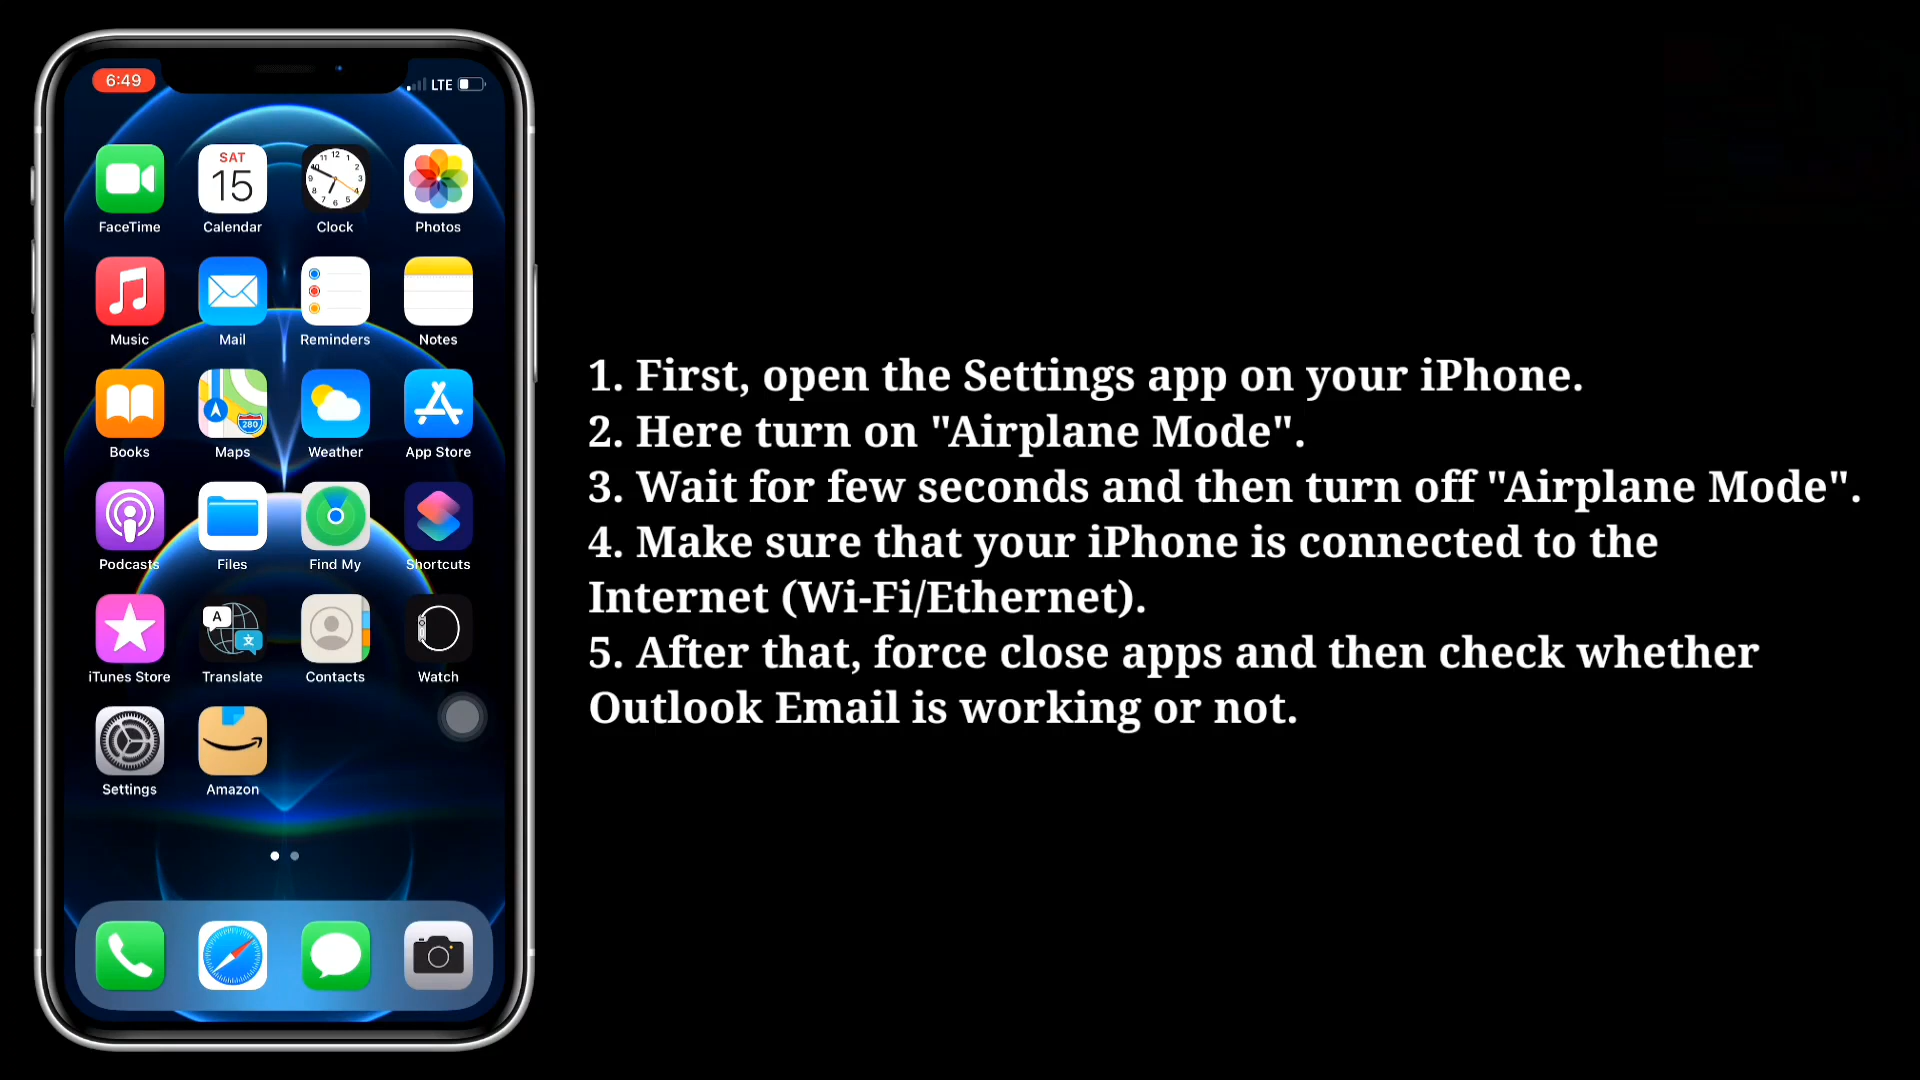 6:49
LTE
SAT
15
FaceTime
Calendar
Clock
Photos
Music
Mail
Reminders
Notes
280
Books
Maps
Weather
App Store
Podcasts
Files
Find My
Shortcuts
A
文
iTunes Store
Translate
Contacts
Watch
Settings
Amazon
1. First, open the Settings app on your iPhone.
2. Here turn on "Airplane Mode".
3. Wait for few seconds and then turn off "Airplane Mode".
4. Make sure that your iPhone is connected to the
Internet (Wi-Fi/Ethernet).
5. After that, force close apps and then check whether
Outlook Email is working or not.